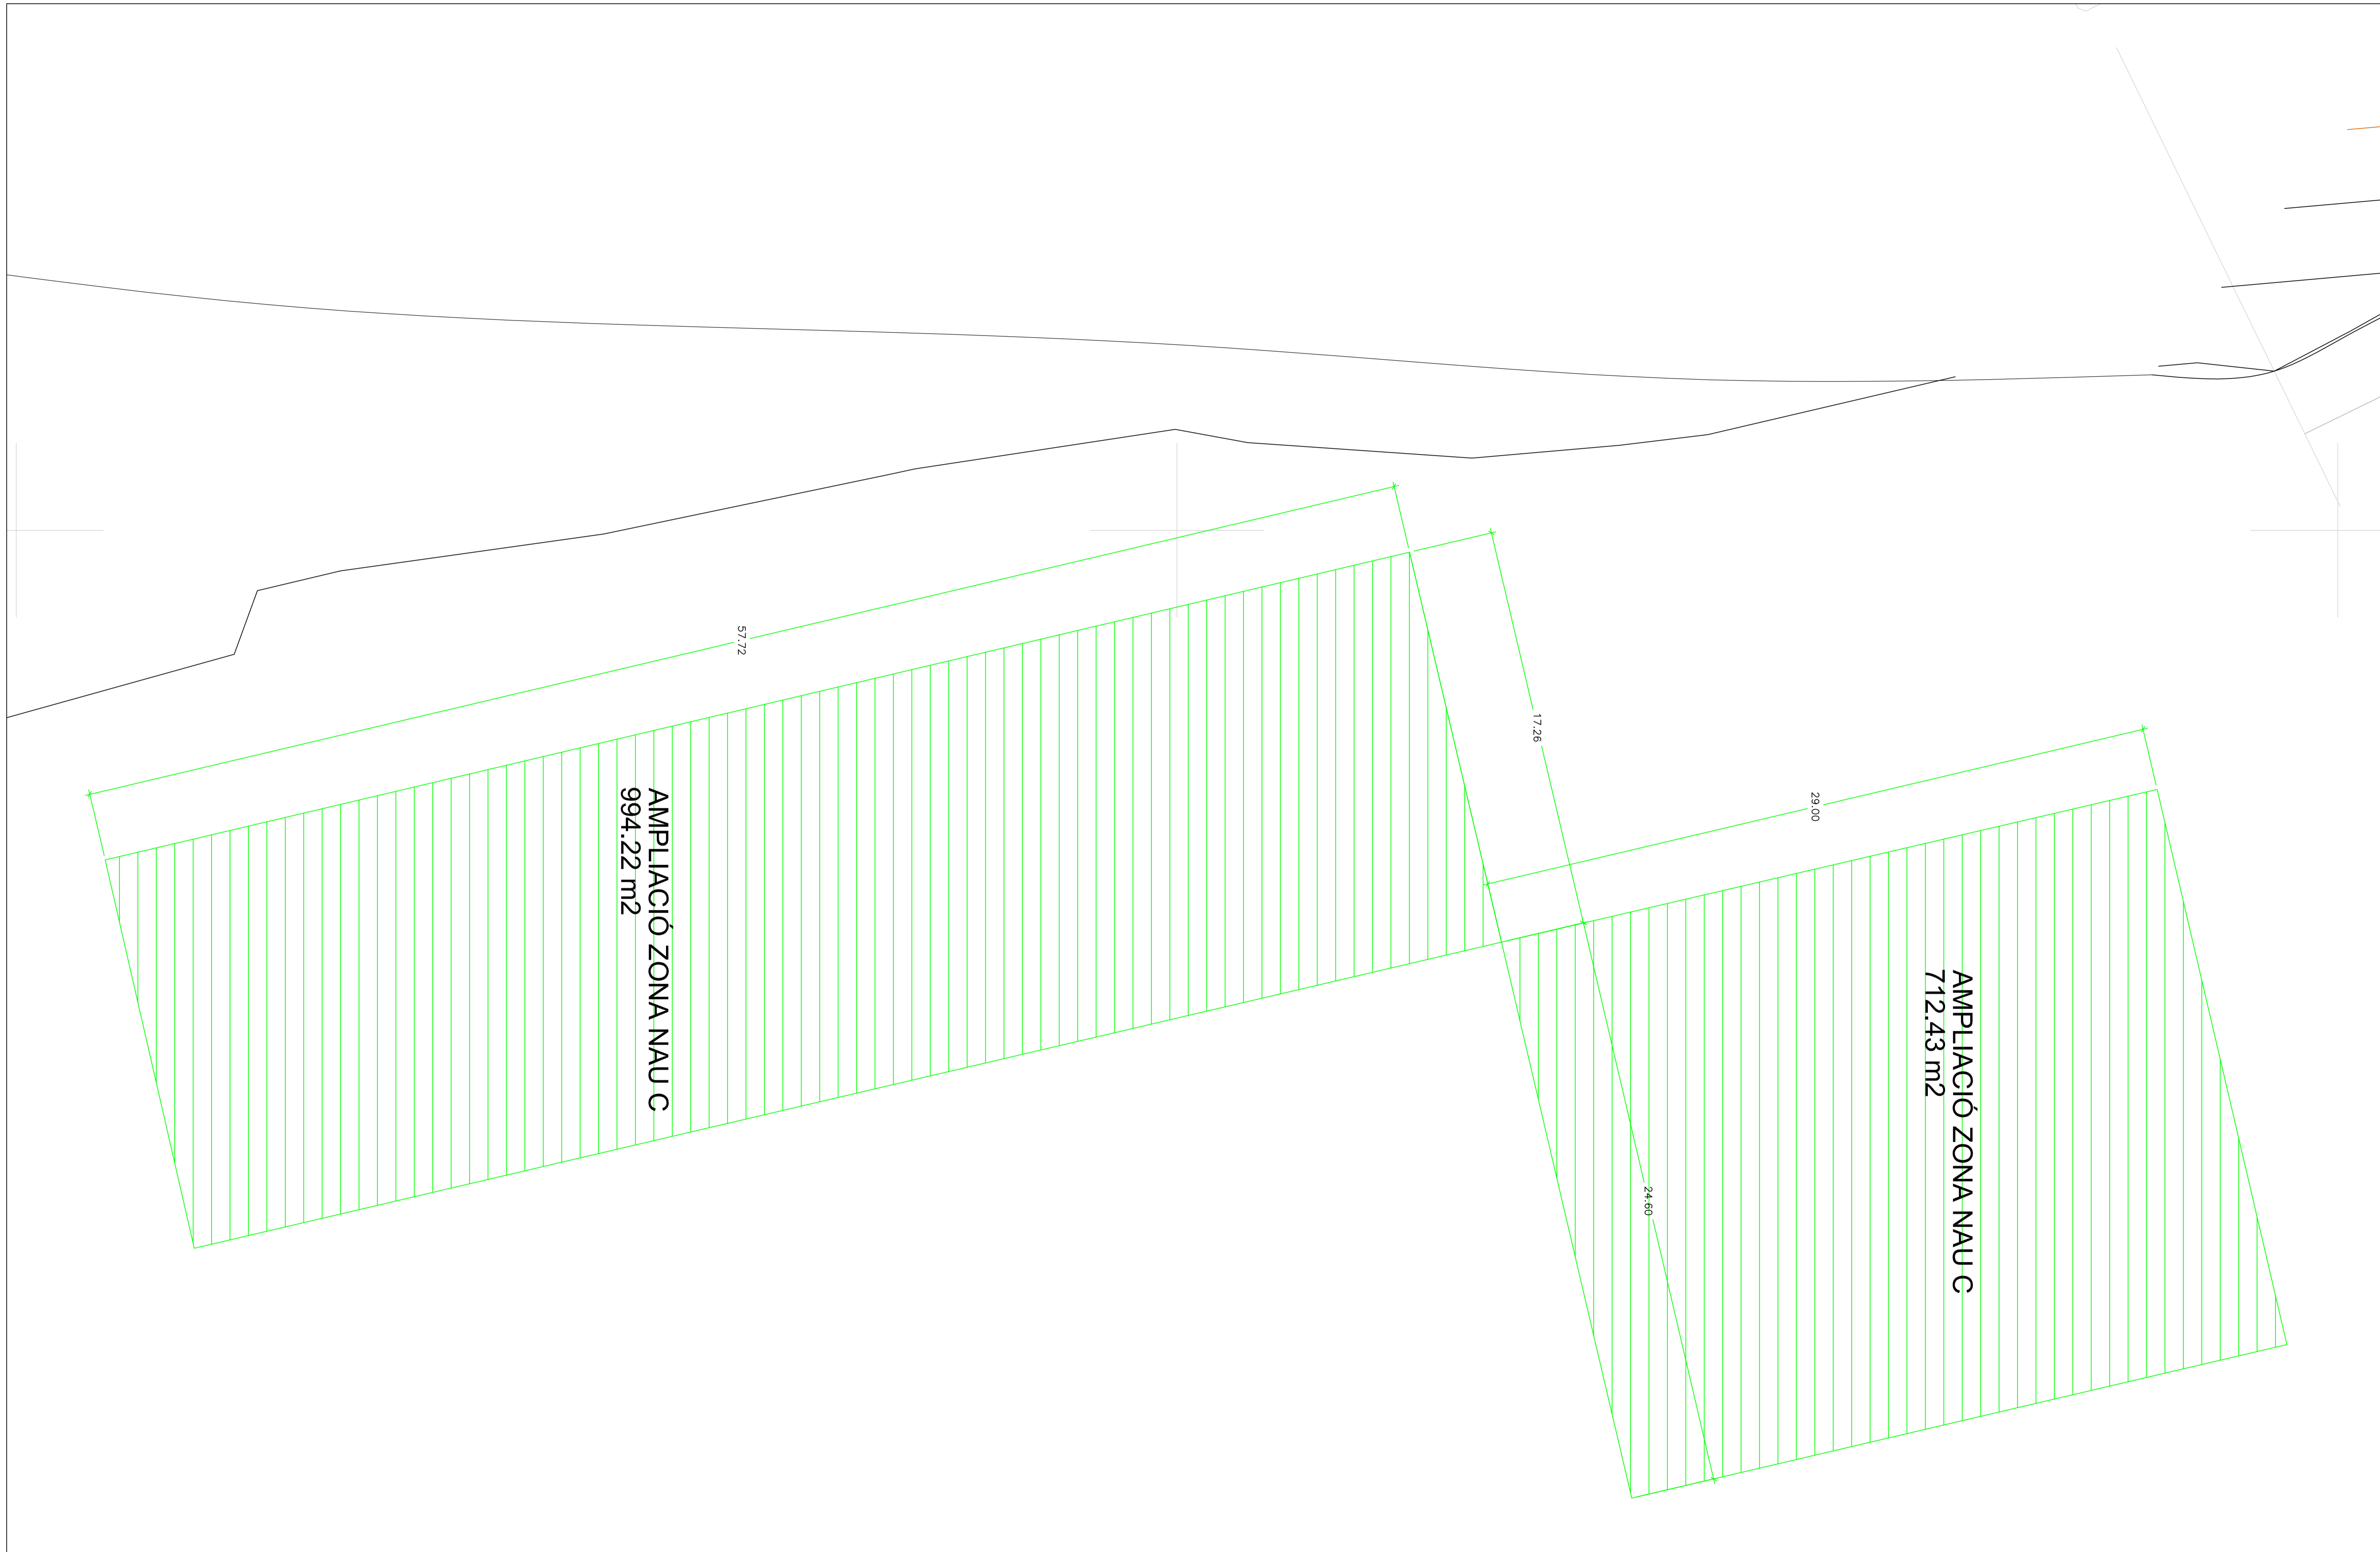 57.72
17.26
29.00
AMPLIACIÓ ZONA NAU C
994.22 m2
AMPLIACIÓ ZONA NAU C
712.43 m2
24.60